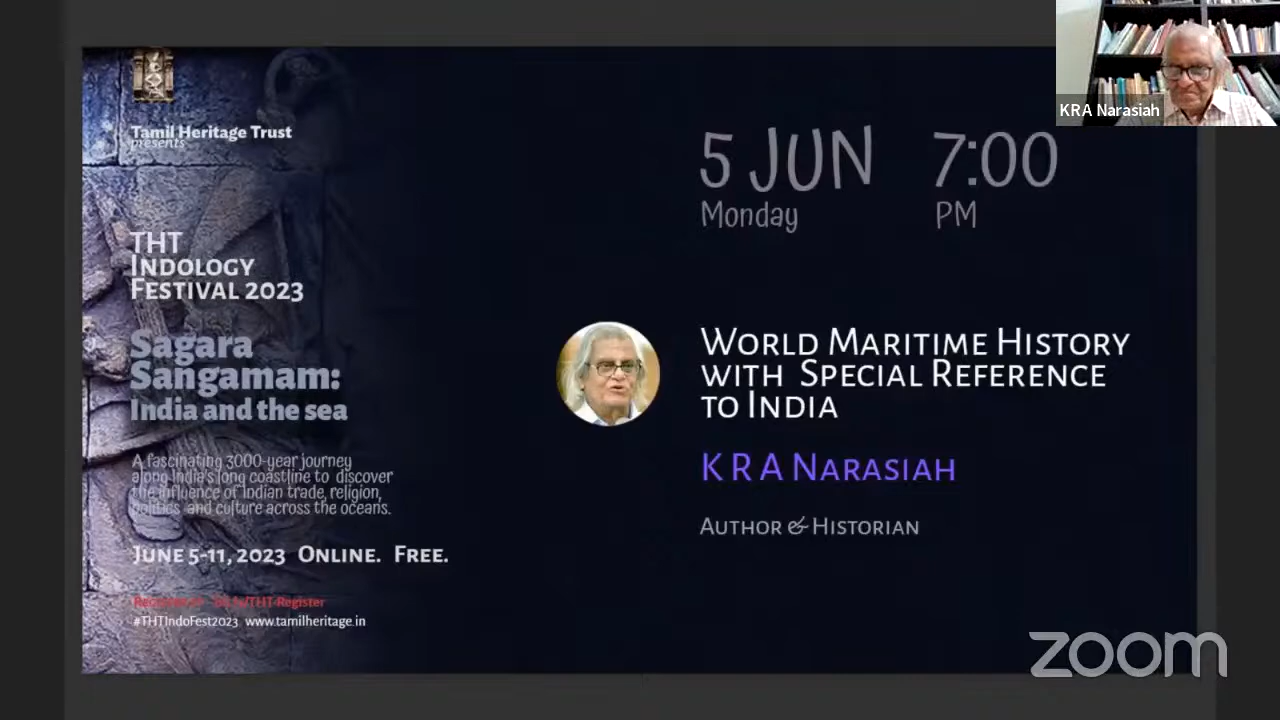 KRA Narasiah
Tamil Heritage Trust
presents
THT
INDOLOGY
FESTIVAL 2023
Sagara
Sangamam:
India and the sea
A fascinating 3000-year journey
along India's long coastline to discover
the influence of Indian trade, religion,
politics and culture across the oceans.
JUNE 5-11, 2023 ONLINE. FREE.
#THTIndoFest2023 www.tamilheritage.in
5 JUN 7:00
Monday PM
WORLD MARITIME HISTORY
WITH SPECIAL REFERENCE
TO INDIA
K R A NARASIAH
AUTHOR & HISTORIAN
zoom